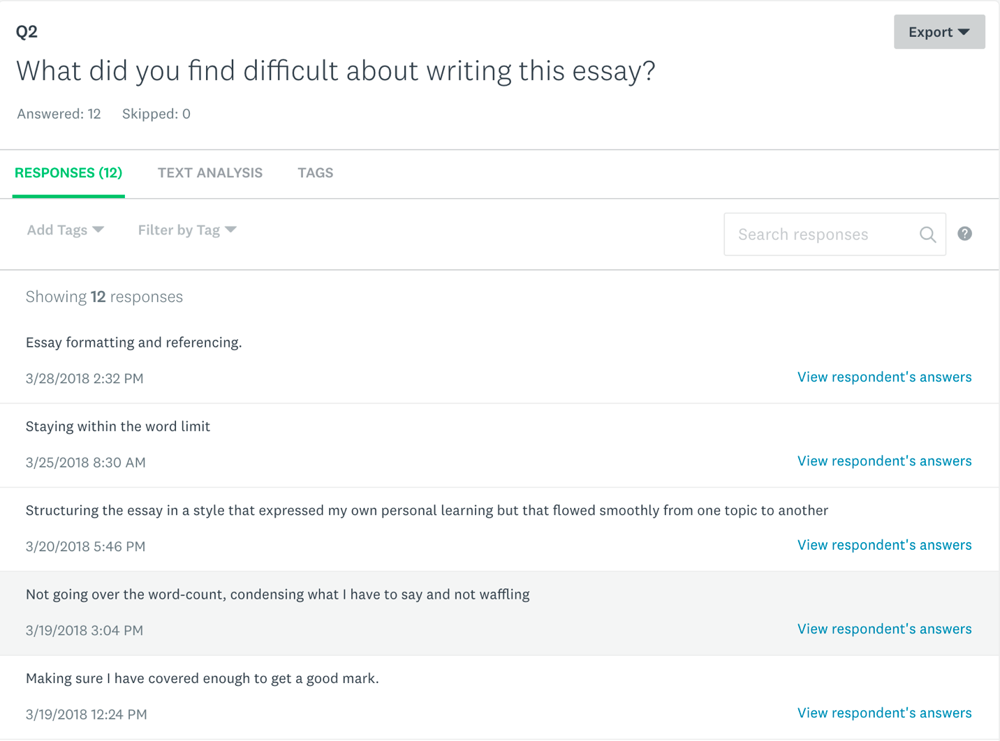 Q2
Export
What did you find difficult about writing this essay?
Answered: 12 Skipped: 0
RESPONSES (12) TEXT ANALYSIS TAGS
Add Tags Filter by Tag Search responses ?
Showing 12 responses
Essay formatting and referencing.
3/28/2018 2:32 PM View respondent's answers
Staying within the word limit
3/25/2018 8:30 AM View respondent's answers
Structuring the essay in a style that expressed my own personal learning but that flowed smoothly from one topic to another
3/20/2018 5:46 PM View respondent's answers
Not going over the word-count, condensing what I have to say and not waffling
3/19/2018 3:04 PM View respondent's answers
Making sure I have covered enough to get a good mark.
3/19/2018 12:24 PM View respondent's answers